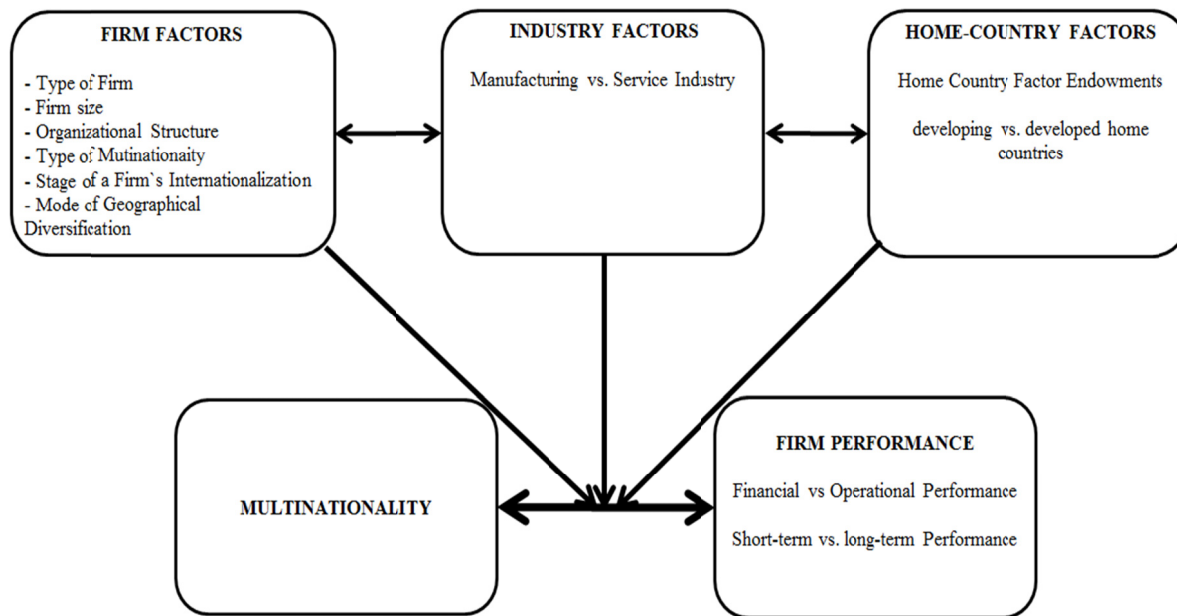 FIRM FACTORS
- Type of Firm
- Firm size
- Organizational Structure
- Type of Mutinationaity
- Stage of a Firm`s Internalization
- Mode of Geographical
Diversification
INDUSTRY FACTORS
Manufacturing vs. Service Industry
HOME-COUNTRY FACTORS
Home Country Factor Endowments
developing vs. developed home
countries
MULTINATIONALITY
FIRM PERFORMANCE
Financial vs Operational Performance
Short-term vs. long-term Performance